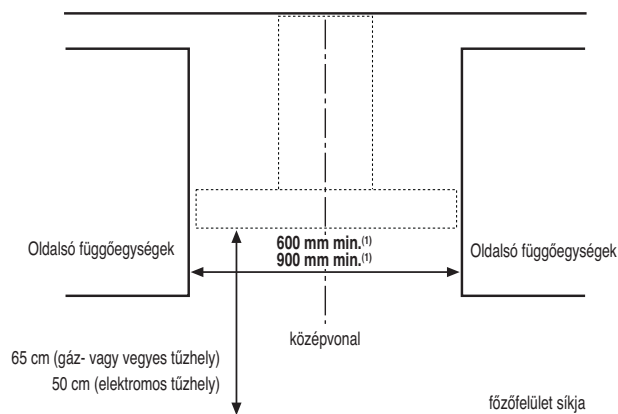 Oldalsó függőegységek
600 mm min.(1)
900 mm min.(1)
Oldalsó függőegységek
középvonal
65 cm (gáz- vagy vegyes tűzhely)
50 cm (elektromos tűzhely)
főzőfelület síkja